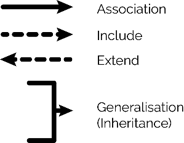 Association
Include
Extend
Generalisation
(Inheritance)